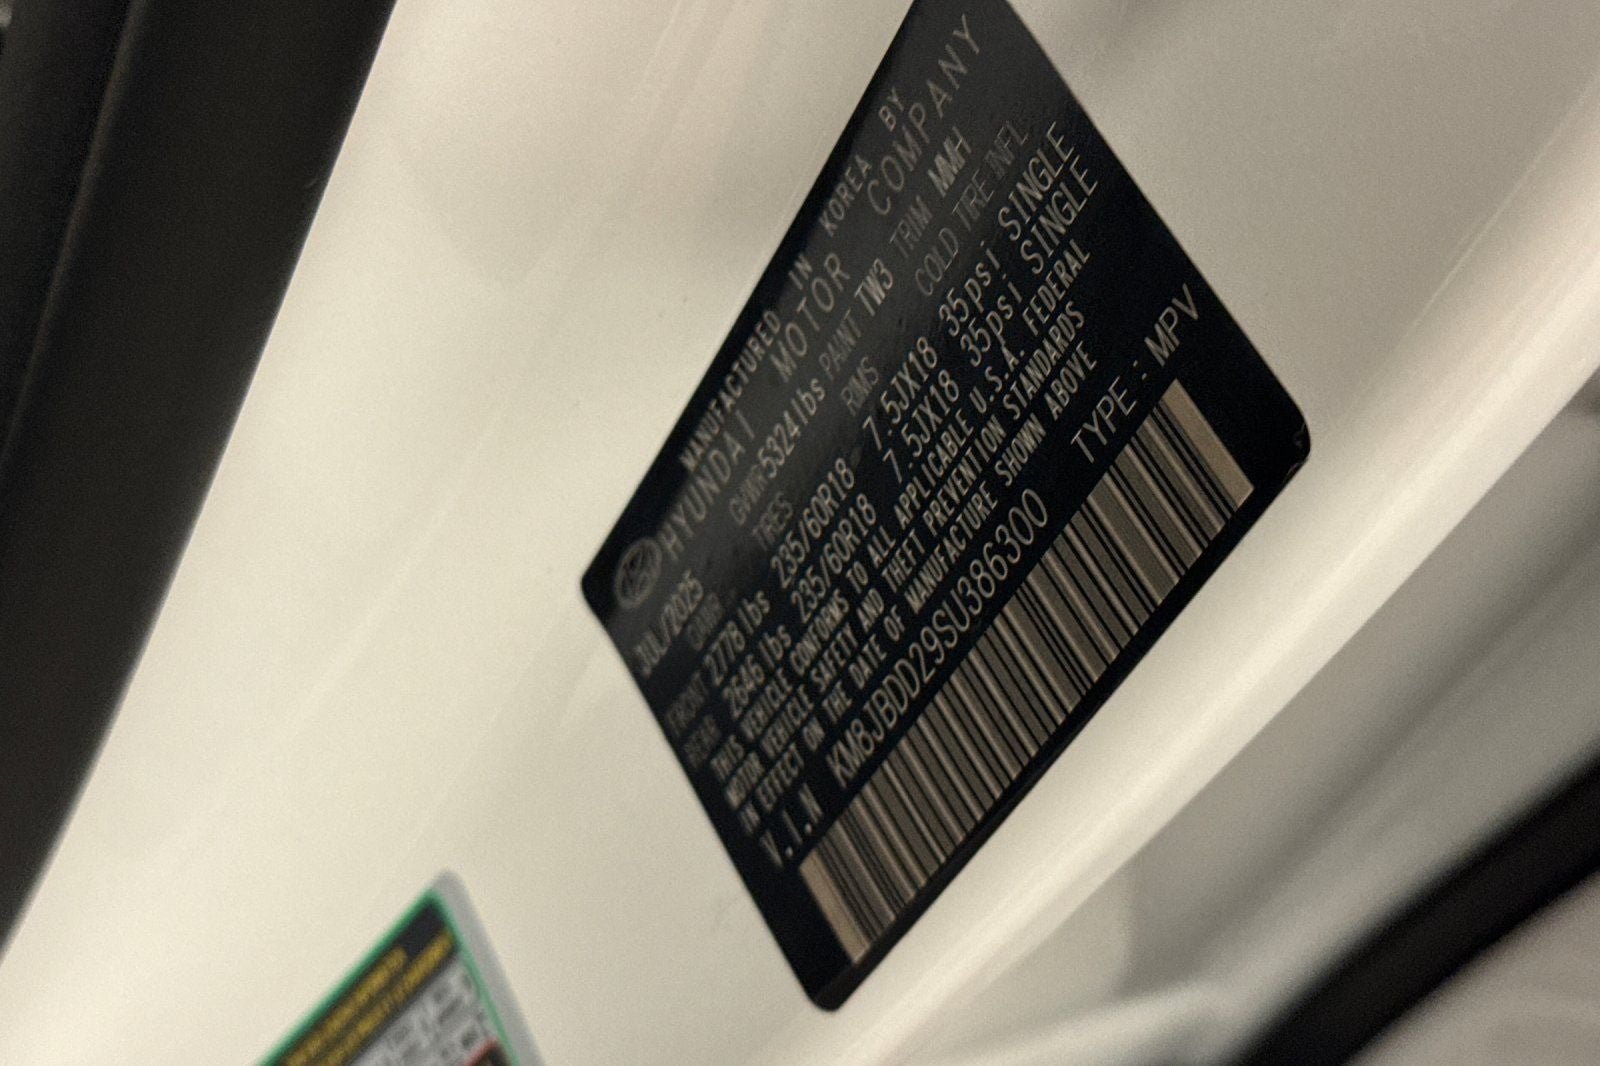 MANUFACTURED IN KOREA BY
HYUNDAI MOTOR COMPANY
JUL/2025 GVWR 5324lbs PAINT TW3 TRIM MMH
GAWR TIRES RIMS COLD TIRE INFL
FRONT 2778lbs 235/60R18 7.5JX18 35psi: SINGLE
REAR 2646lbs 235/60R18 7.5JX18 35psi: SINGLE
THIS VEHICLE CONFORMS TO ALL APPLICABLE U.S.A. FEDERAL
MOTOR VEHICLE SAFETY AND THEFT PREVENTION STANDARDS
IN EFFECT ON THE DATE OF MANUFACTURE SHOWN ABOVE
V.I.N KM8JBDD29SU386300 TYPE : MPV